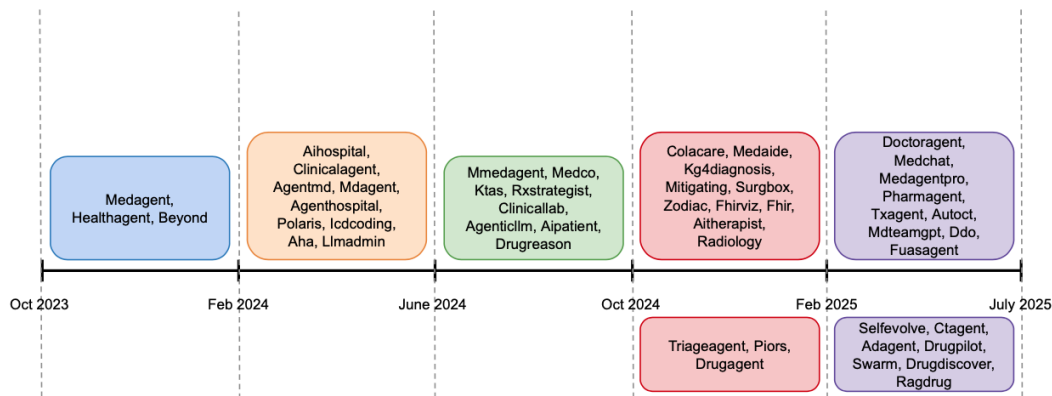 Medagent,
Healthagent, Beyond
Aihospital,
Clinicalagent,
Agentmd, Mdagent,
Agenthospital,
Polaris, Icdcoding,
Aha, Llmadmin
Mmedagent, Medco,
Ktas, Rxstrategist,
Clinicallab,
Agenticllm, Aipatient,
Drugreason
Colacare, Medaide,
Kg4diagnosis,
Mitigating, Surgbox,
Zodiac, Fhirviz, Fhir,
Aitherapist,
Radiology
Doctoragent,
Medchat,
Medagentpro,
Pharmagent,
Txagent, Autoct,
Mdteamgpt, Ddo,
Fuasagent
Oct 2023
Feb 2024
June 2024
Oct 2024
Feb 2025
July 2025
Triageagent, Piors,
Drugagent
Selfevolve, Ctagent,
Adagent, Drugpilot,
Swarm, Drugdiscover,
Ragdrug